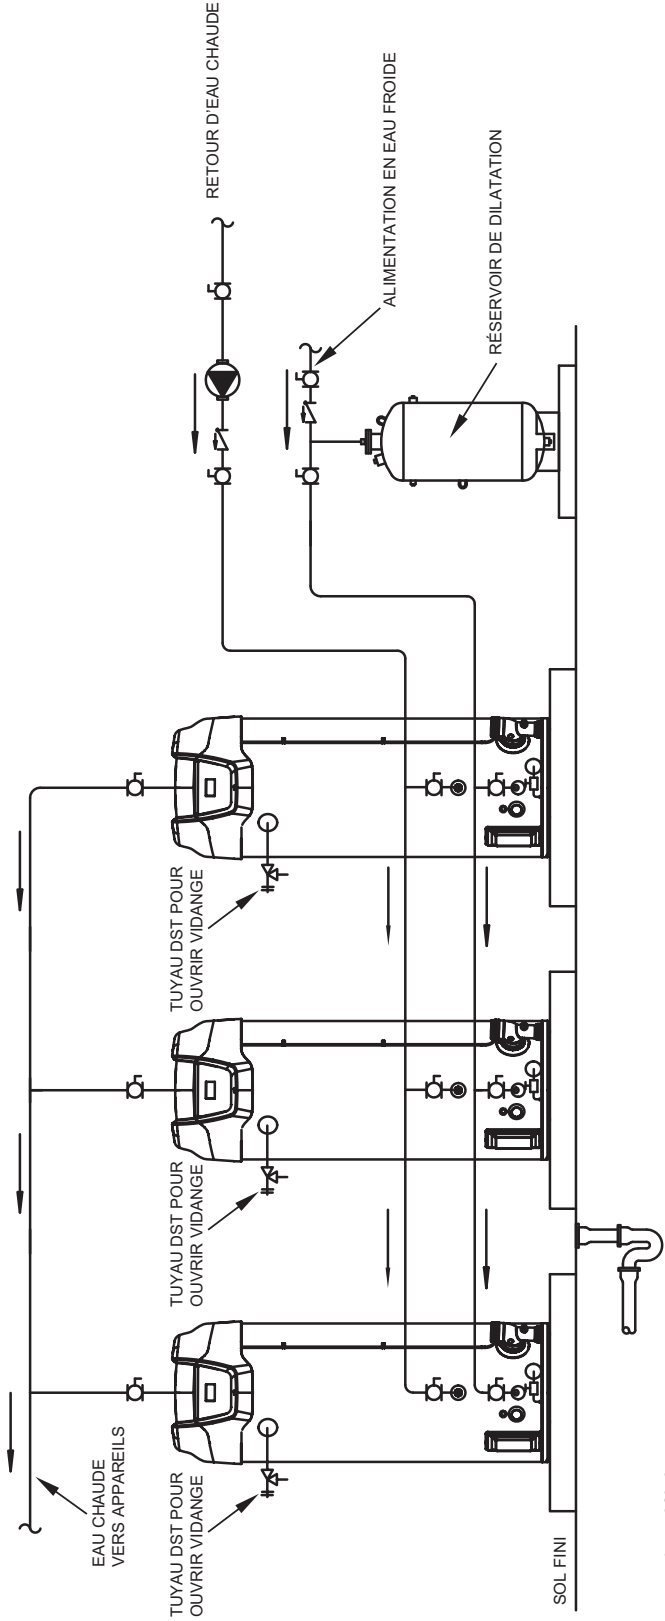 EAU CHAUDE
VERS APPAREILS
TUYAU DST POUR
OUVRIR VIDANGE
TUYAU DST POUR
OUVRIR VIDANGE
TUYAU DST POUR
OUVRIR VIDANGE
RETOUR D'EAU CHAUDE
ALIMENTATION EN EAU FROIDE
RÉSERVOIR DE DILATATION
SOL FINI